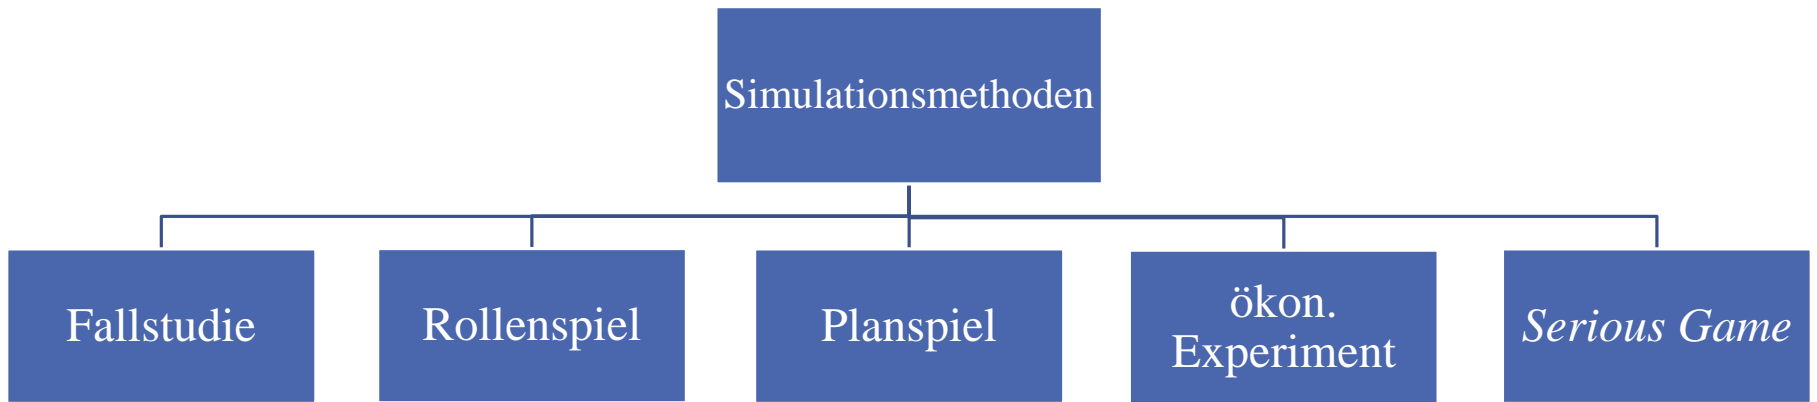 Simulationsmethoden
Fallstudie
Rollenspiel
Planspiel
ökon.
Experiment
Serious Game